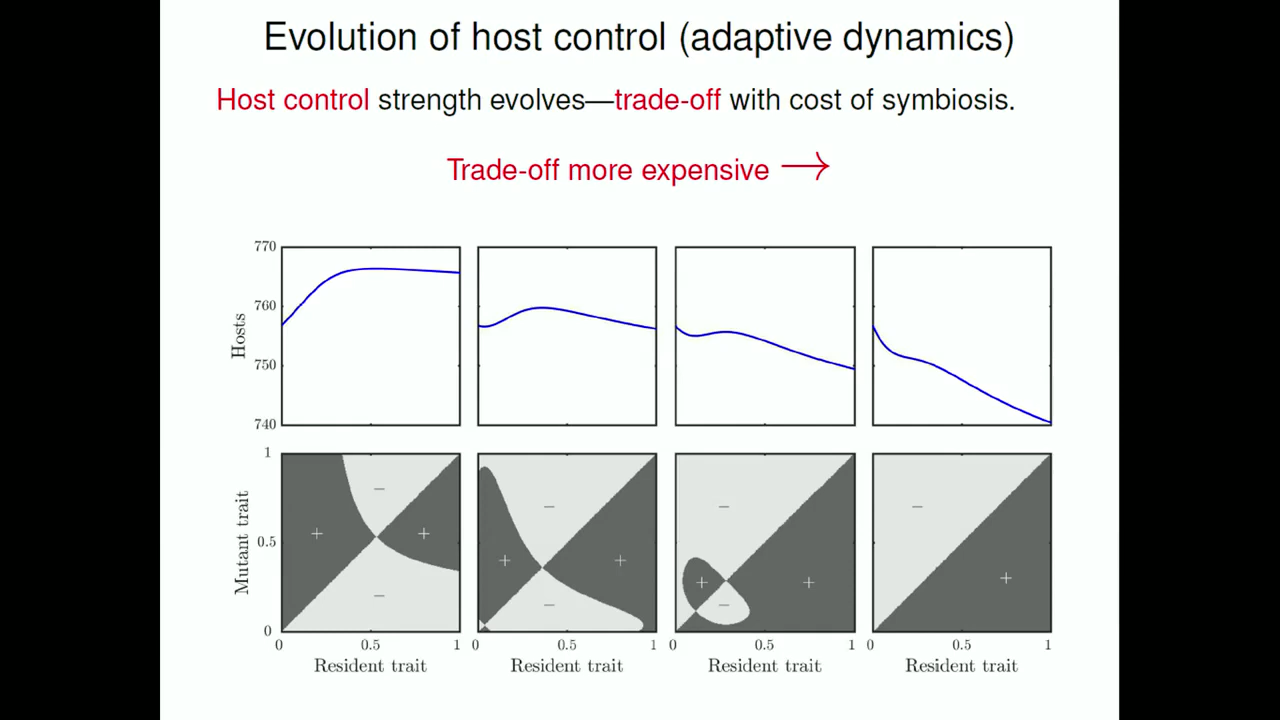 Evolution of host control (adaptive dynamics)
Host control strength evolves—trade-off with cost of symbiosis.
Trade-off more expensive →
770
760
750
740
Hosts
1
0.5
0
Mutant trait
− + + −
− + + −
− + + −
− +
0 0.5 1 0 0.5 1 0 0.5 1 0 0.5 1
Resident trait Resident trait Resident trait Resident trait